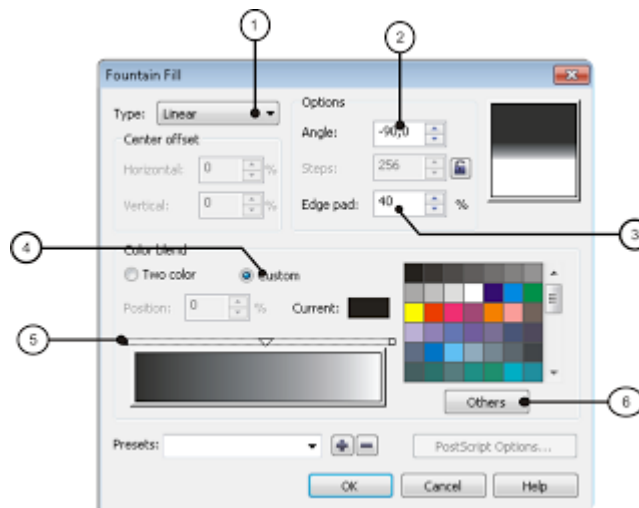 1
2
Fountain Fill
Type: Linear
Options
Angle: -90,0
Center offset
Horizontal: 0 %
Steps: 256
Vertical: 0 %
Edge pad: 40 %
3
4
Color blend
Two color Custom
Position: 0 % Current:
5
Others
6
Presets:
PostScript Options...
OK Cancel Help